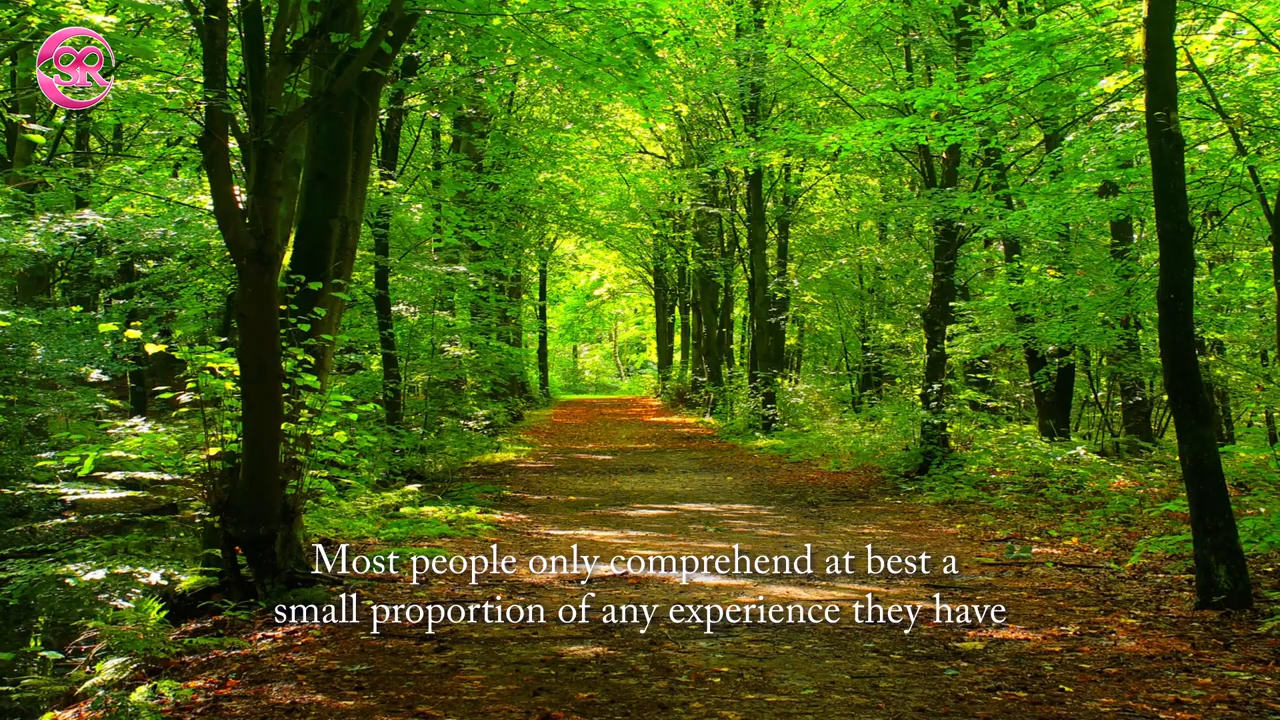 SR
Most people only comprehend at best a
small proportion of any experience they have